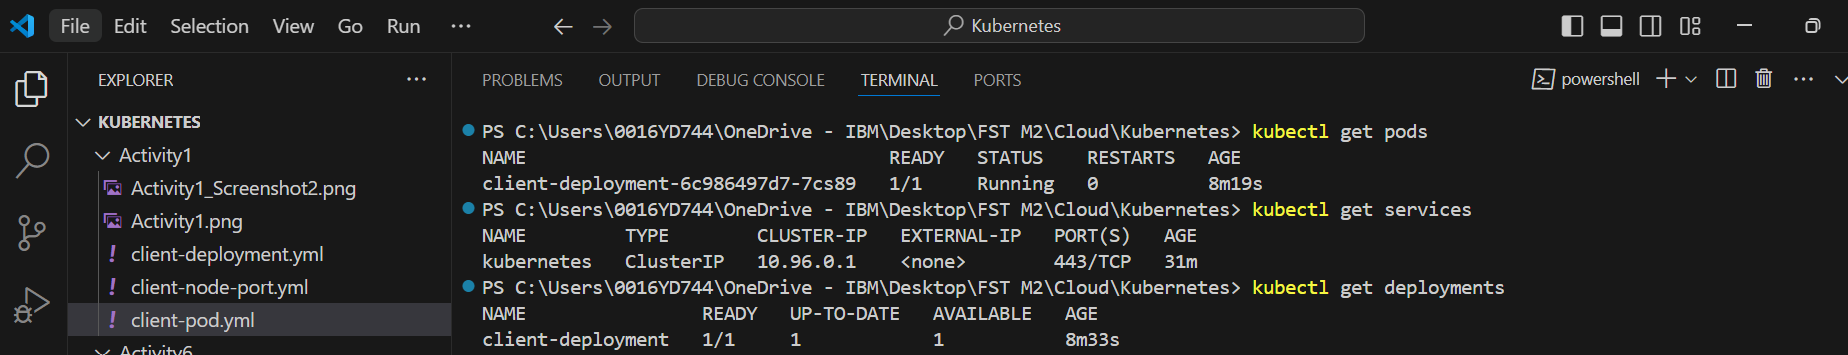 File Edit Selection View Go Run ··· Kubernetes
EXPLORER ···
PROBLEMS OUTPUT DEBUG CONSOLE TERMINAL PORTS powershell ···
KUBERNETES
Activity1
Activity1_Screenshot2.png
Activity1.png
! client-deployment.yml
! client-node-port.yml
! client-pod.yml
Activity6
PS C:\Users\0016YD744\OneDrive - IBM\Desktop\FST M2\Cloud\Kubernetes> kubectl get pods
NAME READY STATUS RESTARTS AGE
client-deployment-6c986497d7-7cs89 1/1 Running 0 8m19s
PS C:\Users\0016YD744\OneDrive - IBM\Desktop\FST M2\Cloud\Kubernetes> kubectl get services
NAME TYPE CLUSTER-IP EXTERNAL-IP PORT(S) AGE
kubernetes ClusterIP 10.96.0.1 <none> 443/TCP 31m
PS C:\Users\0016YD744\OneDrive - IBM\Desktop\FST M2\Cloud\Kubernetes> kubectl get deployments
NAME READY UP-TO-DATE AVAILABLE AGE
client-deployment 1/1 1 1 8m33s